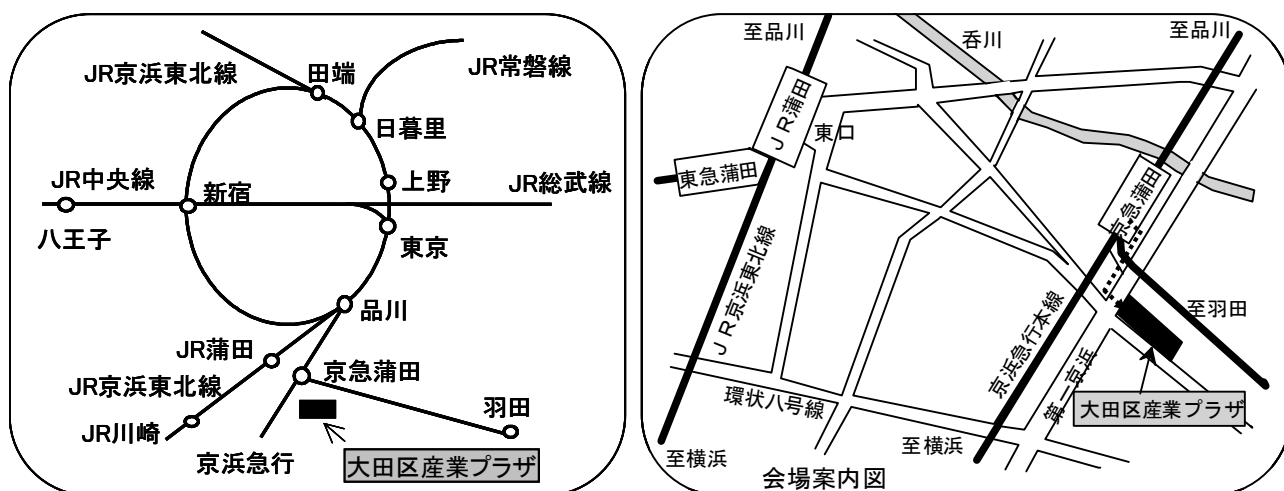 JR京浜東北線
田端
JR常磐線
日暮里
JR中央線
新宿
上野
JR総武線
八王子
東京
品川
JR蒲田
京急蒲田
JR京浜東北線
羽田
JR川崎
京浜急行
大田区産業プラザ
至品川
呑川
至品川
JR蒲田
東口
東急蒲田
京急蒲田
JR京浜東北線
至羽田
京浜急行本線
第一京浜
環状八号線
大田区産業プラザ
至横浜
至横浜
会場案内図